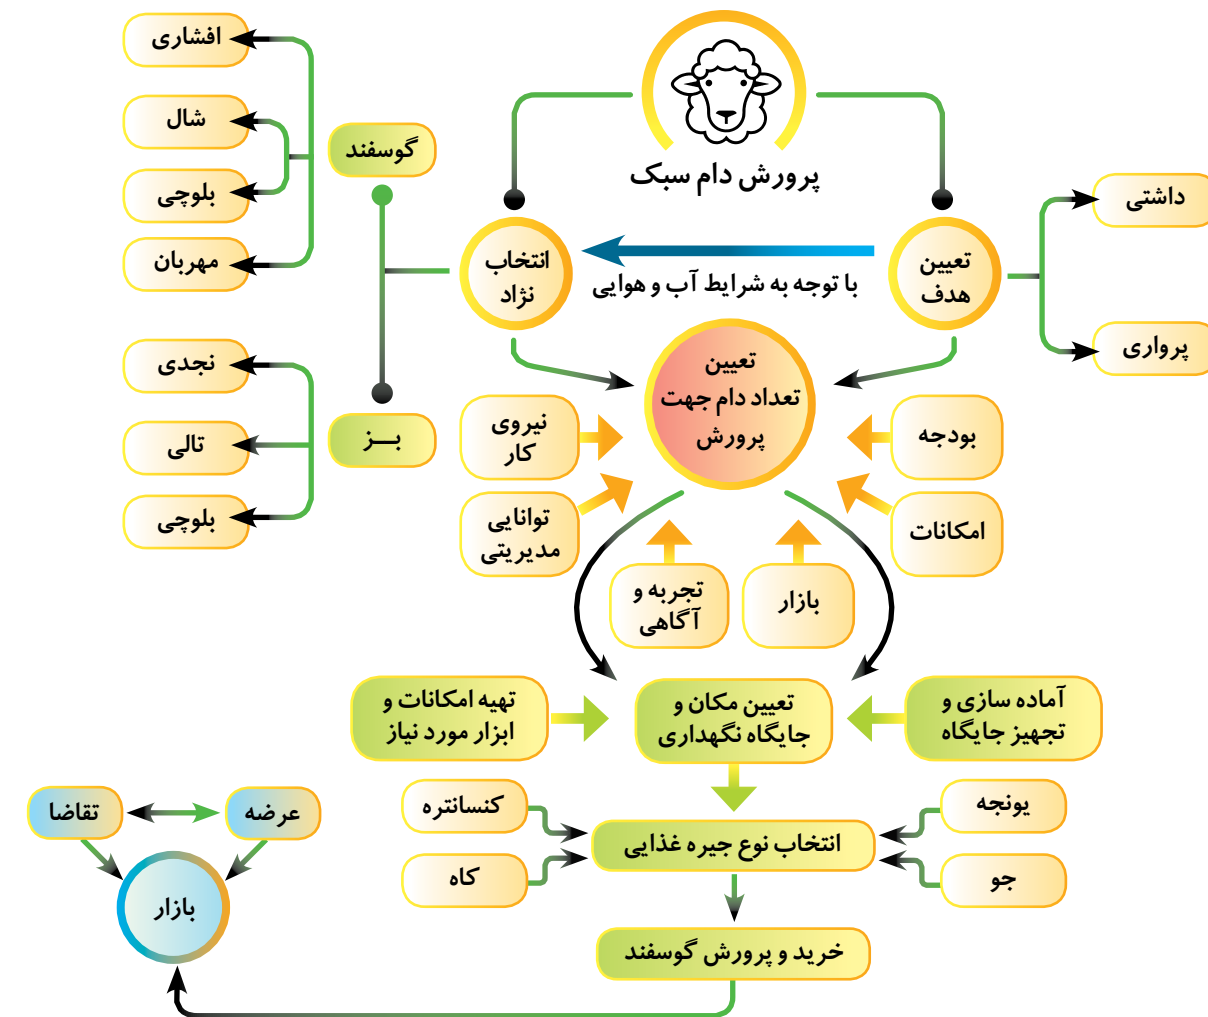 پرورش دام سبک
تعیین
هدف
با توجه به شرایط آب و هوایی
انتخاب
نژاد
داشتی
پرواری
گوسفند
افشاری
شال
بلوچی
مهربان
بــز
نجدی
تالی
بلوچی
تعیین
تعداد دام جهت
پرورش
بودجه
امکانات
بازار
تجربه و
آگاهی
توانایی
مدیریتی
نیروی
کار
آماده سازی و
تجهیز جایگاه
تعیین مکان و
جایگاه نگهداری
تهیه امکانات و
ابزار مورد نیاز
یونجه
جو
انتخاب نوع جیره غذایی
کنسانتره
کاه
خرید و پرورش گوسفند
عرضه
تقاضا
بازار